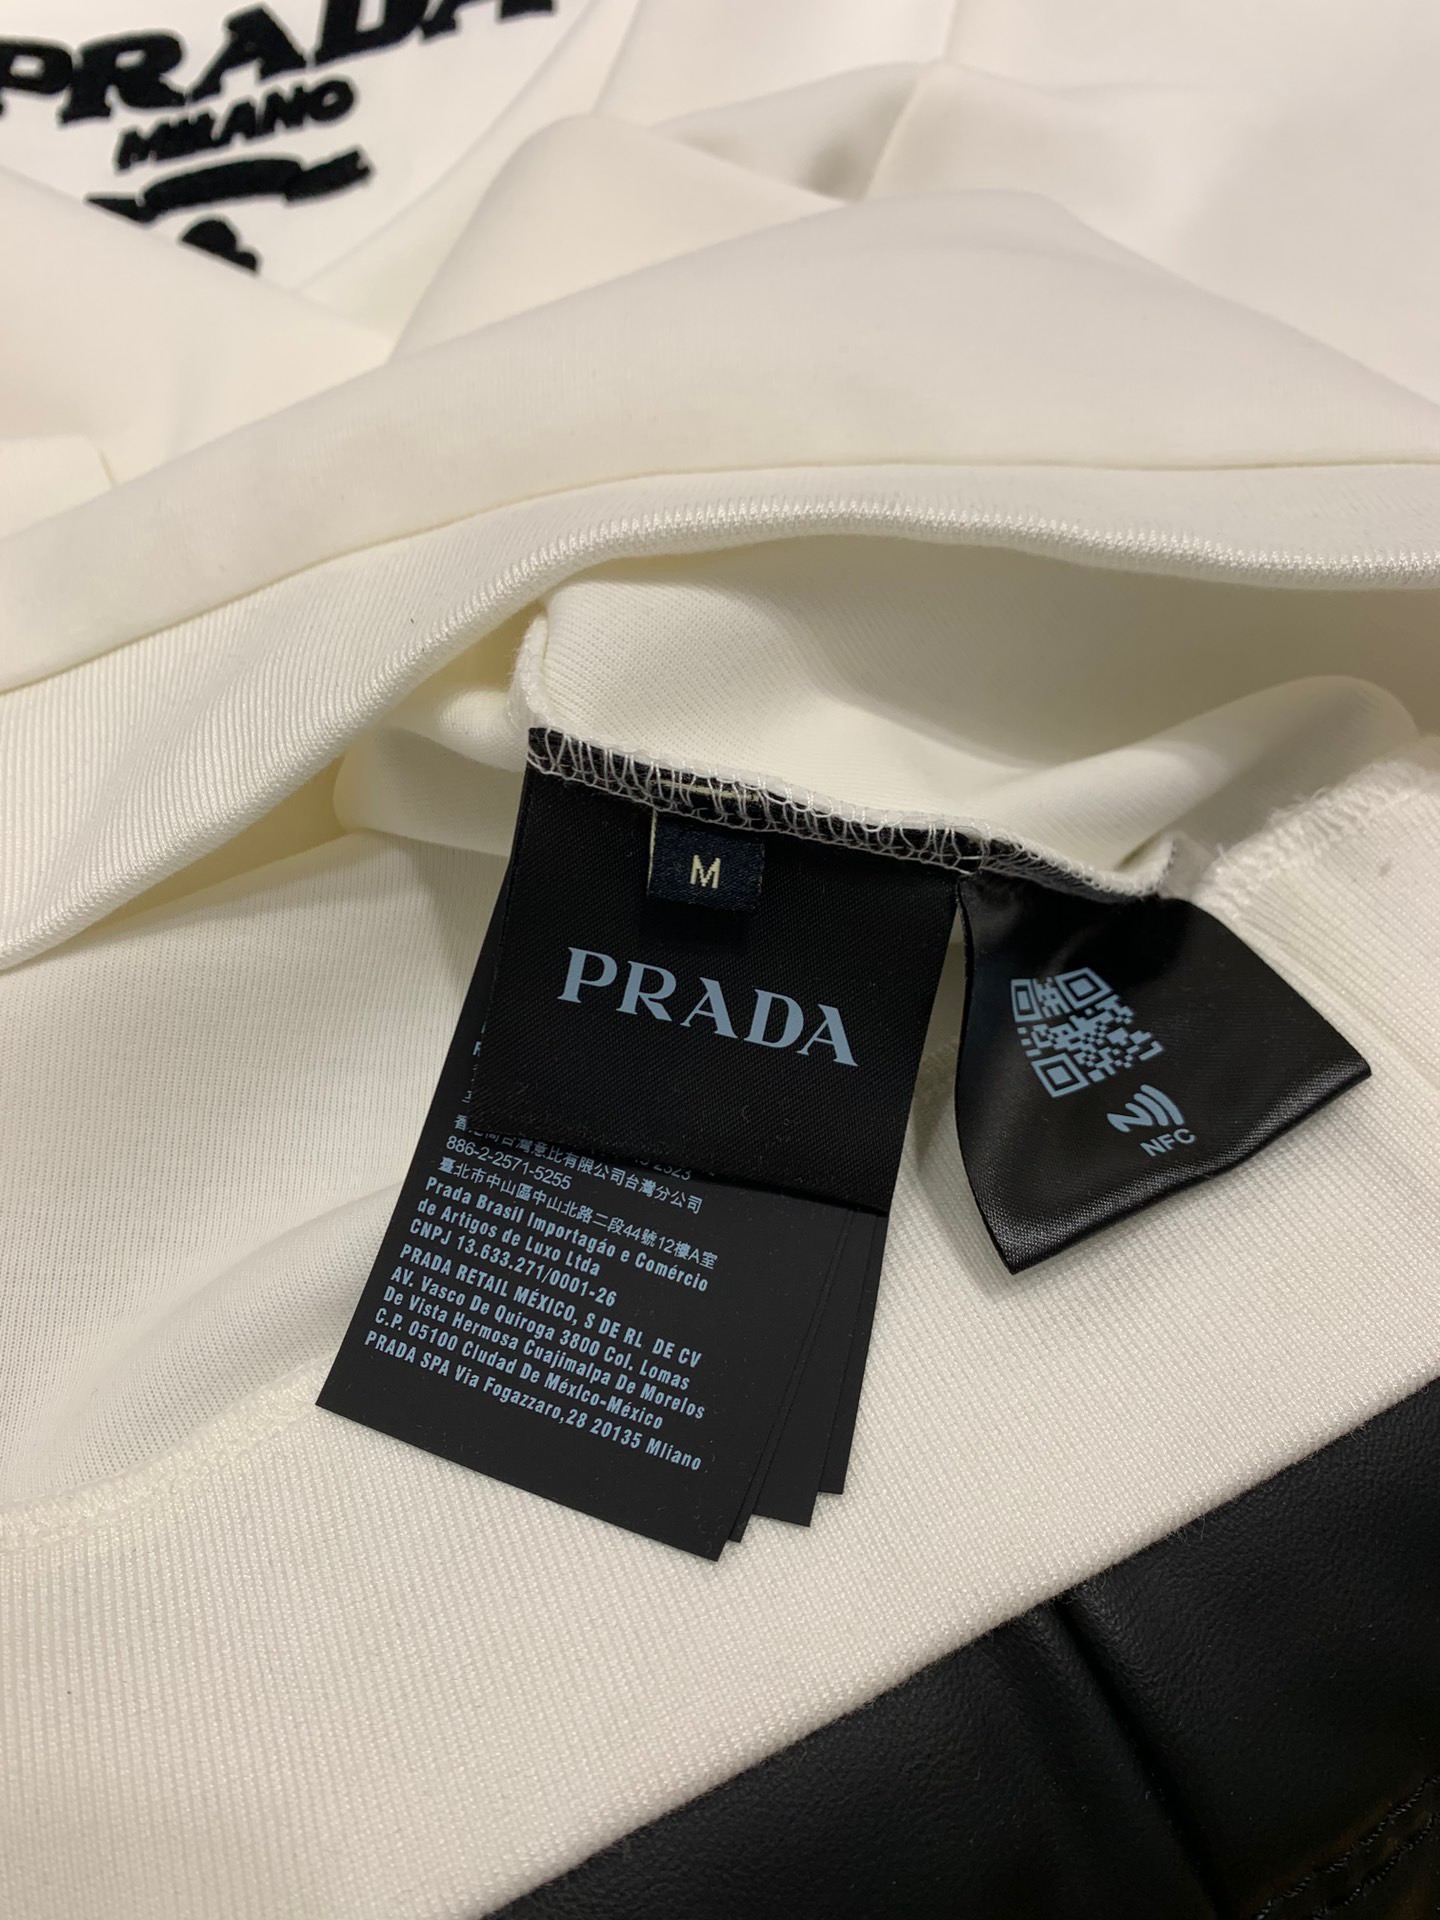 PRADA
MILANO
M
PRADA
NFC
886-2-2571-5255
臺北市中山區中山北路二段44號12樓A室
Prada Brasil Importagáo e Comércio
de Artigos de Luxo Ltda
CNPJ 13.633.271/0001-26
PRADA RETAIL MÉXICO, S DE RL DE CV
AV. Vasco De Quiroga 3800 Col. Lomas
De Vista Hermosa Cuajimalpa De Morelos
C.P. 05100 Ciudad De México-México
PRADA SPA Via Fogazzaro,28 20135 Mliano